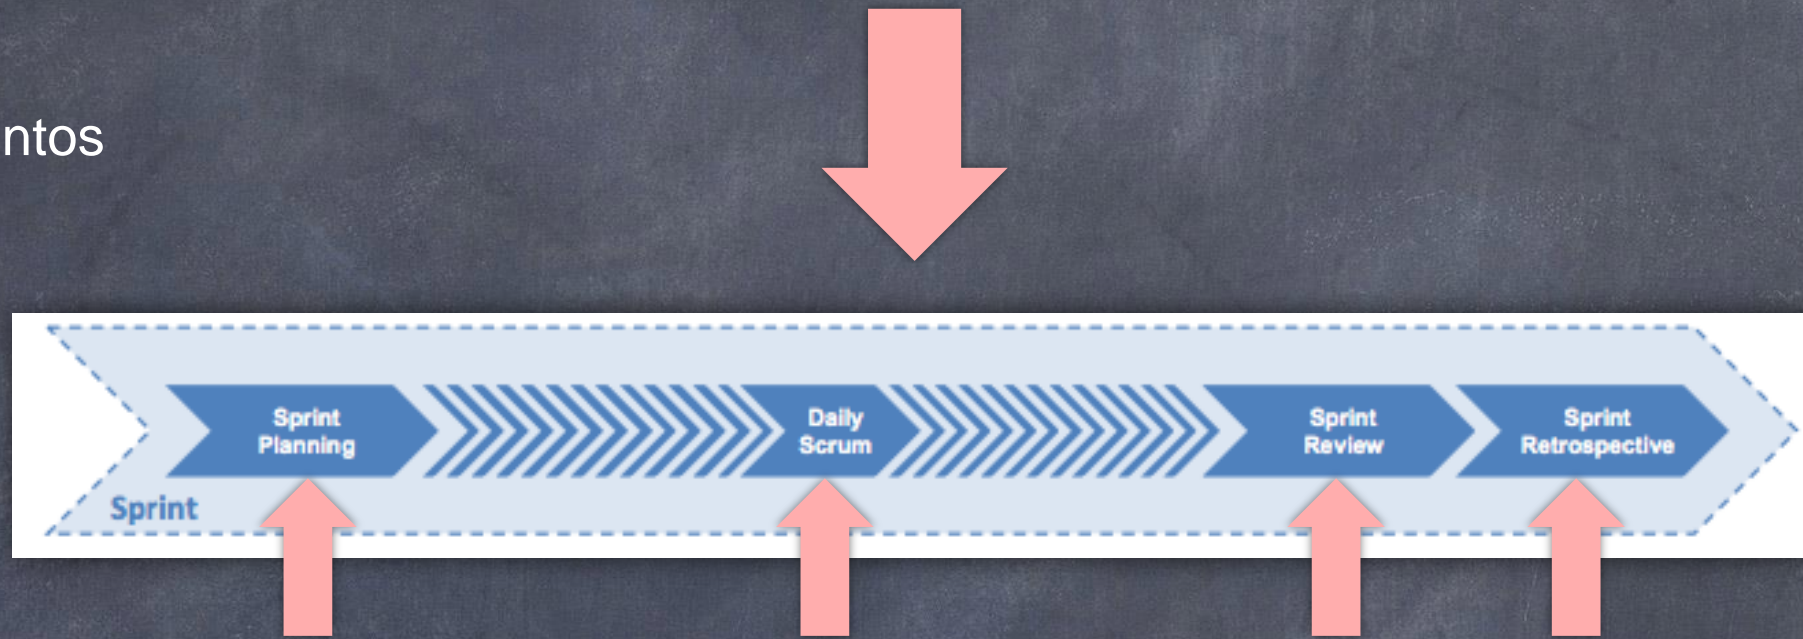 ntos
Sprint
Planning
Daily
Scrum
Sprint
Review
Sprint
Retrospective
Sprint